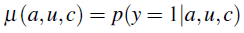 μ(a,u,c) = p(y = 1|a,u,c)